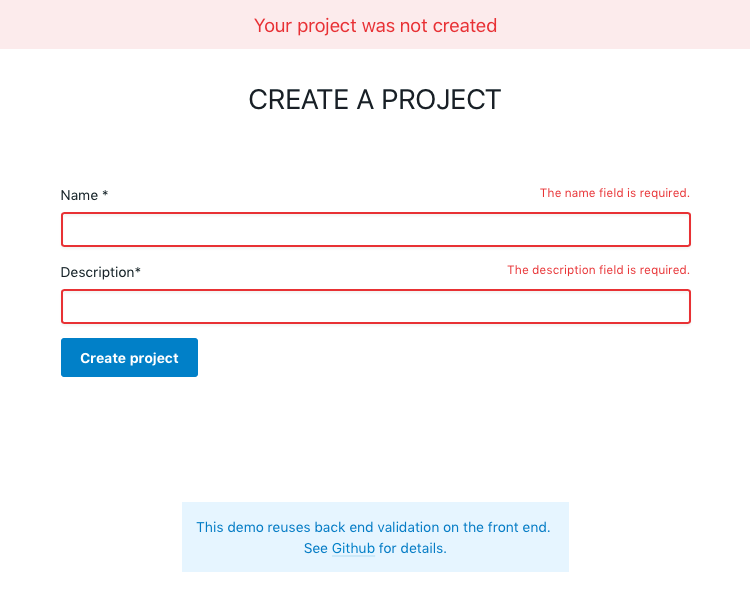 Your project was not created
CREATE A PROJECT
Name *
The name field is required.
Description*
The description field is required.
Create project
This demo reuses back end validation on the front end.
See Github for details.